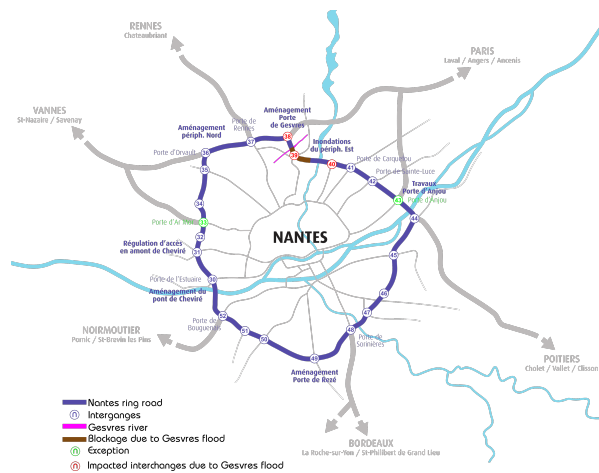 RENNES
Chateaubriant
PARIS
Laval / Angers / Ancenis
VANNES
St-Nazaire / Savenay
Aménagement
Porte
de Gesvres
Aménagement
périph. Nord
Porte de
Rennes
Inondations
du périph. Est
38
37
39
Porte d'Orvault
36
40
41
Porte de Carquefou
35
42
Porte de Sainte-Luce
Travaux
Porte d'Anjou
43
Porte d'Anjou
34
44
Porte d'Ar Mor
33
32
NANTES
Régulation d'accès
en amont de Cheviré
31
45
Porte de l'Estuaire
30
Aménagement du
pont de Cheviré
46
47
52
Porte de
Bouguenais
51
50
48
Porte de
Sorinières
49
NOIRMOUTIER
Pornic / St-Brevin les Pins
POITIERS
Cholet / Vallet / Clisson
Aménagement
Porte de Rezé
BORDEAUX
La Roche-sur-Yon / St-Philibert de Grand Lieu
Nantes ring road
n Interganges
Gesvres river
Blockage due to Gesvres flood
n Exception
n Impacted interchanges due to Gesvres flood